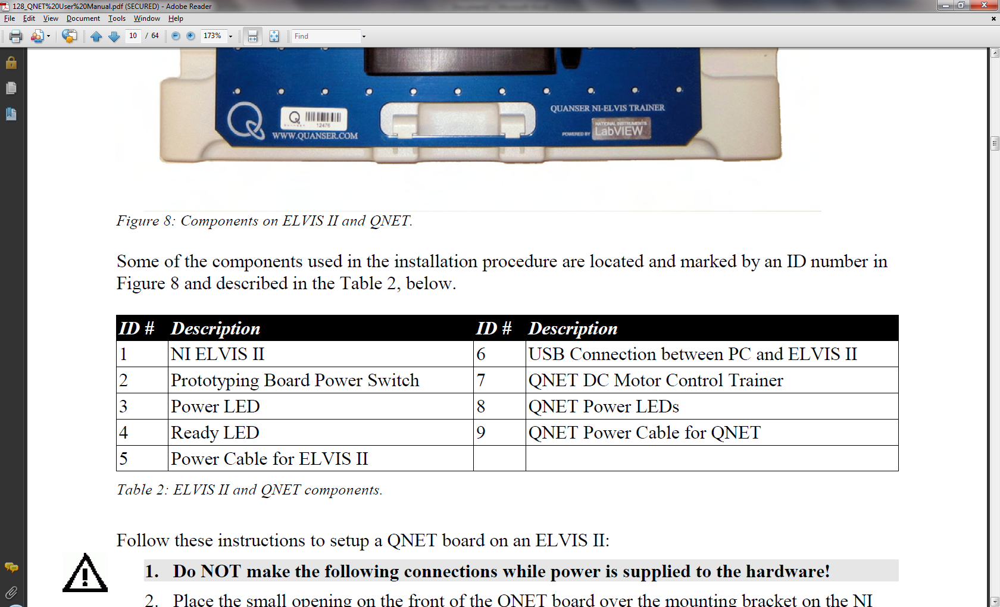 128_QNET%20User%20Manual.pdf (SECURED) - Adobe Reader
File Edit View Document Tools Window Help
10 / 64 173% Find
Q
12476
WWW.QUANSER.COM
QUANSER NI-ELVIS TRAINER
NATIONAL INSTRUMENTS
POWERED BY LabVIEW
Figure 8: Components on ELVIS II and QNET.
Some of the components used in the installation procedure are located and marked by an ID number in
Figure 8 and described in the Table 2, below.
ID # Description ID # Description
1 NI ELVIS II 6 USB Connection between PC and ELVIS II
2 Prototyping Board Power Switch 7 QNET DC Motor Control Trainer
3 Power LED 8 QNET Power LEDs
4 Ready LED 9 QNET Power Cable for QNET
5 Power Cable for ELVIS II
Table 2: ELVIS II and QNET components.
Follow these instructions to setup a QNET board on an ELVIS II:
1. Do NOT make the following connections while power is supplied to the hardware!
2. Place the small opening on the front of the QNET board over the mounting bracket on the NI